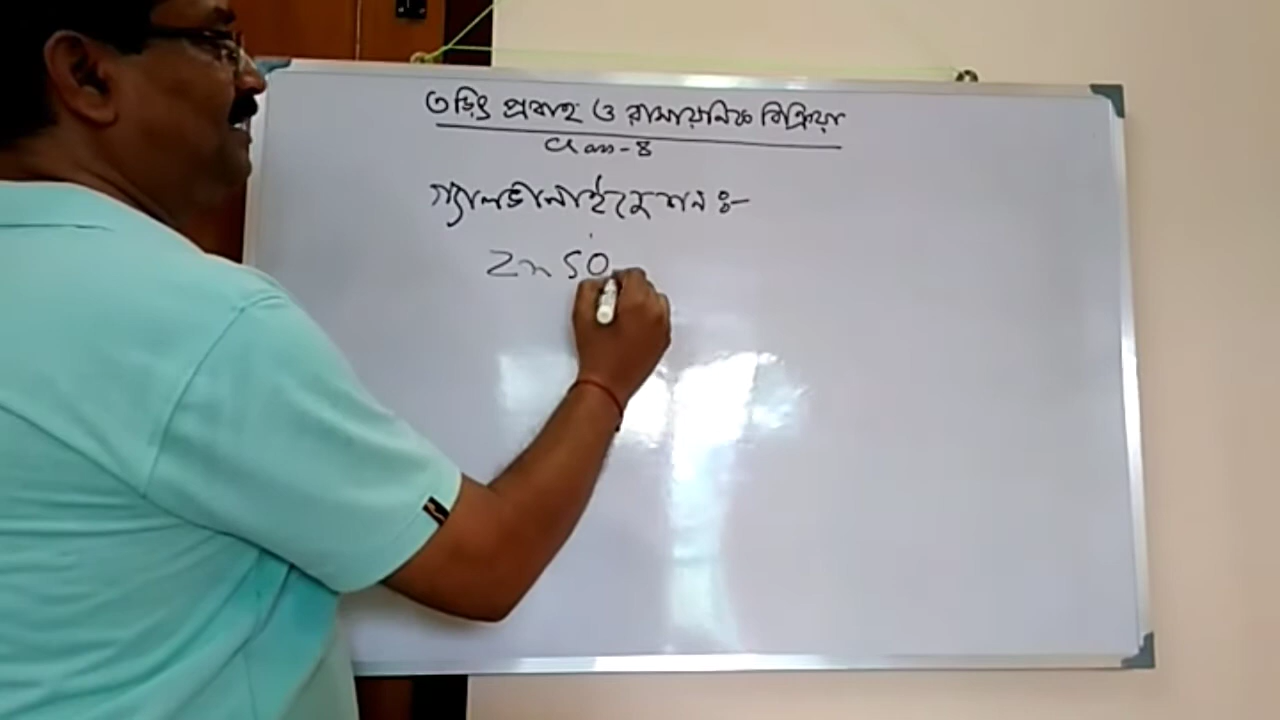 তড়িৎ প্রবাহ ও রাসায়নিক বিক্রিয়া
Class-8
গ্যালভানাইজেশন ঃ-
ZnSO